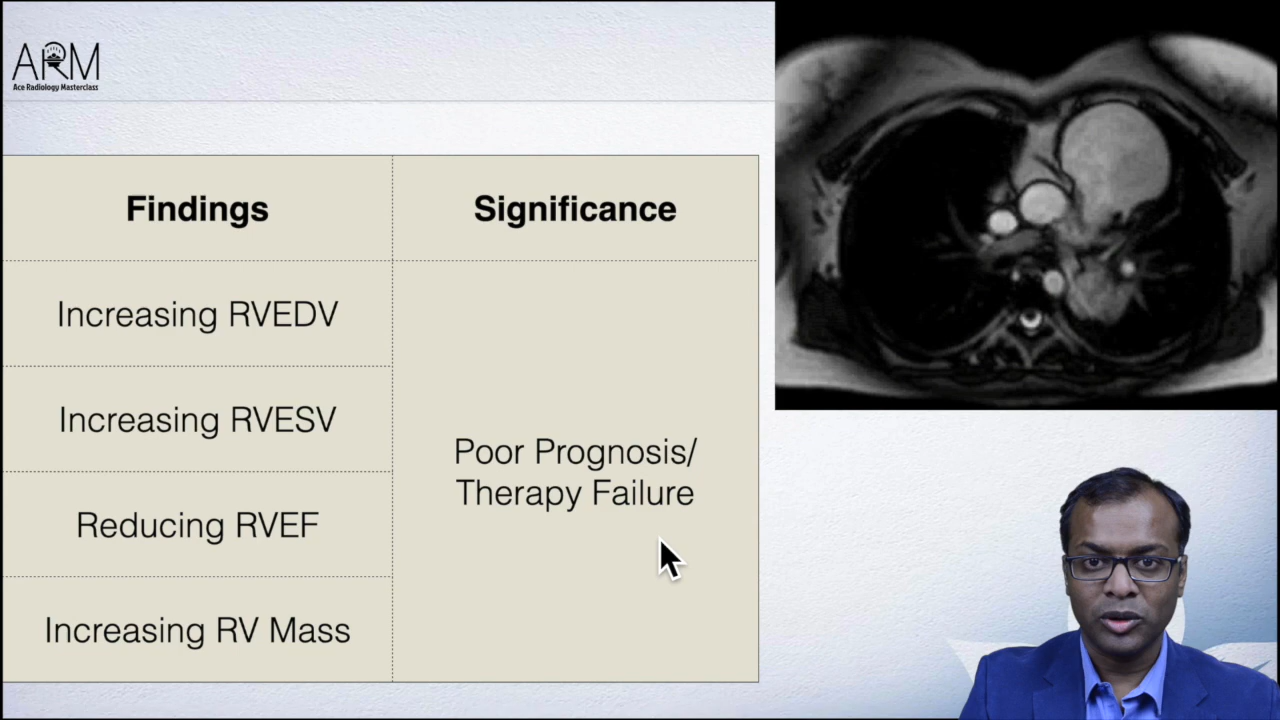 ARM
Ace Radiology Masterclass
Findings
Significance
Increasing RVEDV
Increasing RVESV
Reducing RVEF
Increasing RV Mass
Poor Prognosis/
Therapy Failure